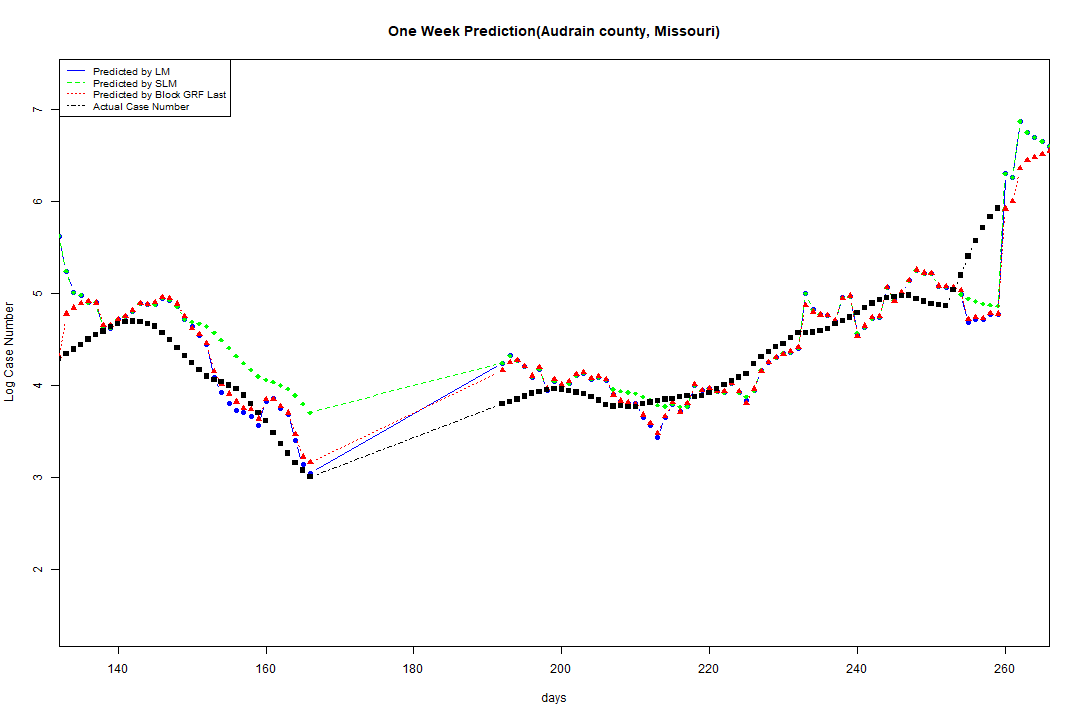 One Week Prediction(Audrain county, Missouri)
Predicted by LM
Predicted by SLM
Predicted by Block GRF Last
Actual Case Number
7
6
5
4
3
2
Log Case Number
140 160 180 200 220 240 260
days